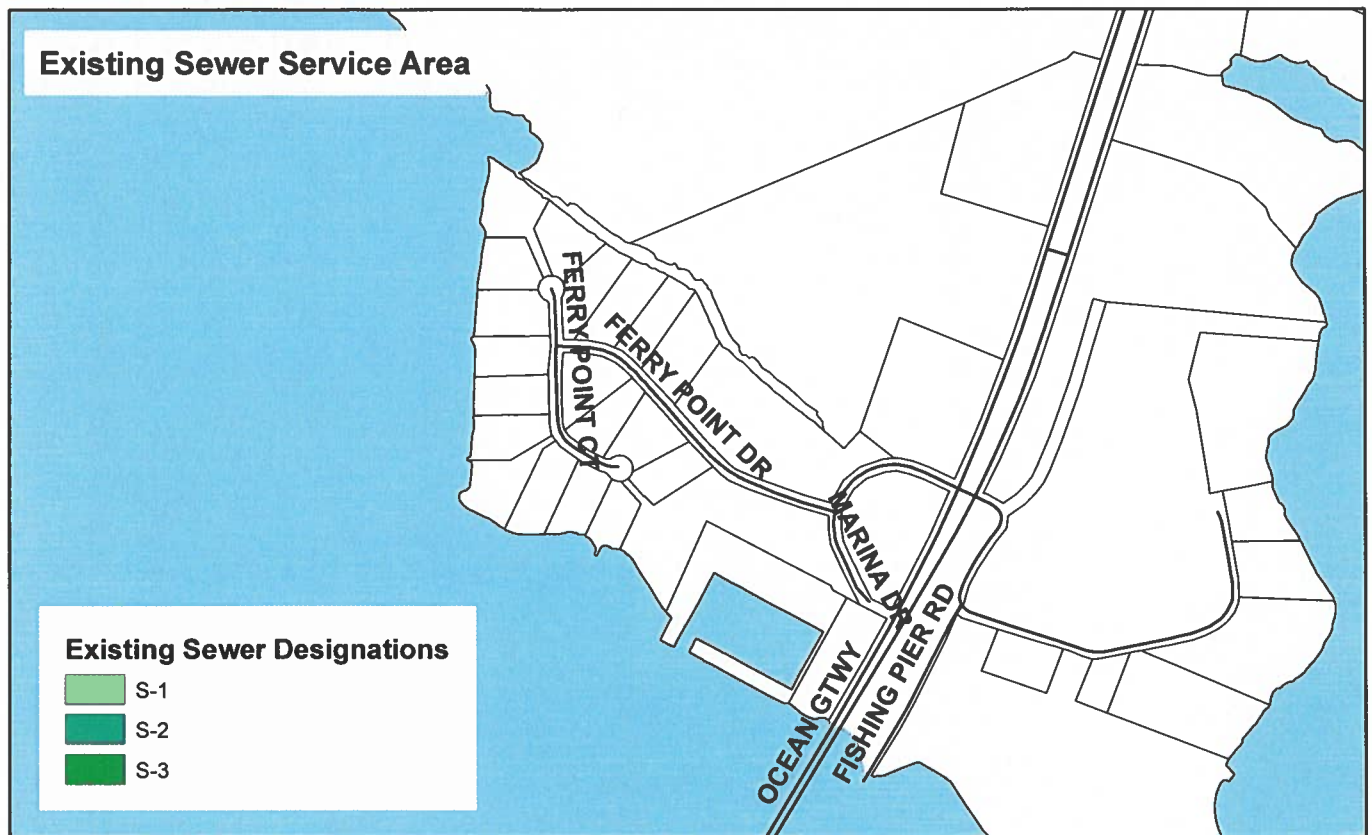 Existing Sewer Service Area
FERRY POINT CT
FERRY POINT DR
MARINA DR
OCEAN GTWY
FISHING PIER RD
Existing Sewer Designations
S-1
S-2
S-3